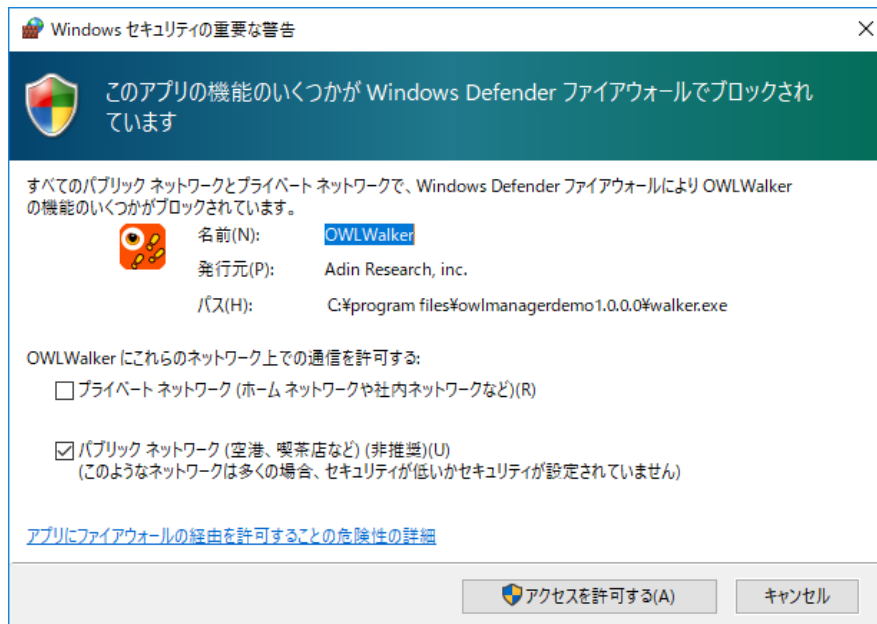 Windows セキュリティの重要な警告
このアプリの機能のいくつかが Windows Defender ファイアウォールでブロックされ
ています
すべてのパブリック ネットワークとプライベート ネットワークで、Windows Defender ファイアウォールにより OWLWalker
の機能のいくつかがブロックされています。
名前(N): OWLWalker
発行元(P): Adin Research, inc.
パス(H): C:¥program files¥owlmanagerdemo1.0.0.0¥walker.exe
OWLWalker にこれらのネットワーク上での通信を許可する:
プライベート ネットワーク (ホーム ネットワークや社内ネットワークなど)(R)
パブリック ネットワーク (空港、喫茶店など) (非推奨)(U)
(このようなネットワークは多くの場合、セキュリティが低いかセキュリティが設定されていません)
アプリにファイアウォールの経由を許可することの危険性の詳細
アクセスを許可する(A) キャンセル